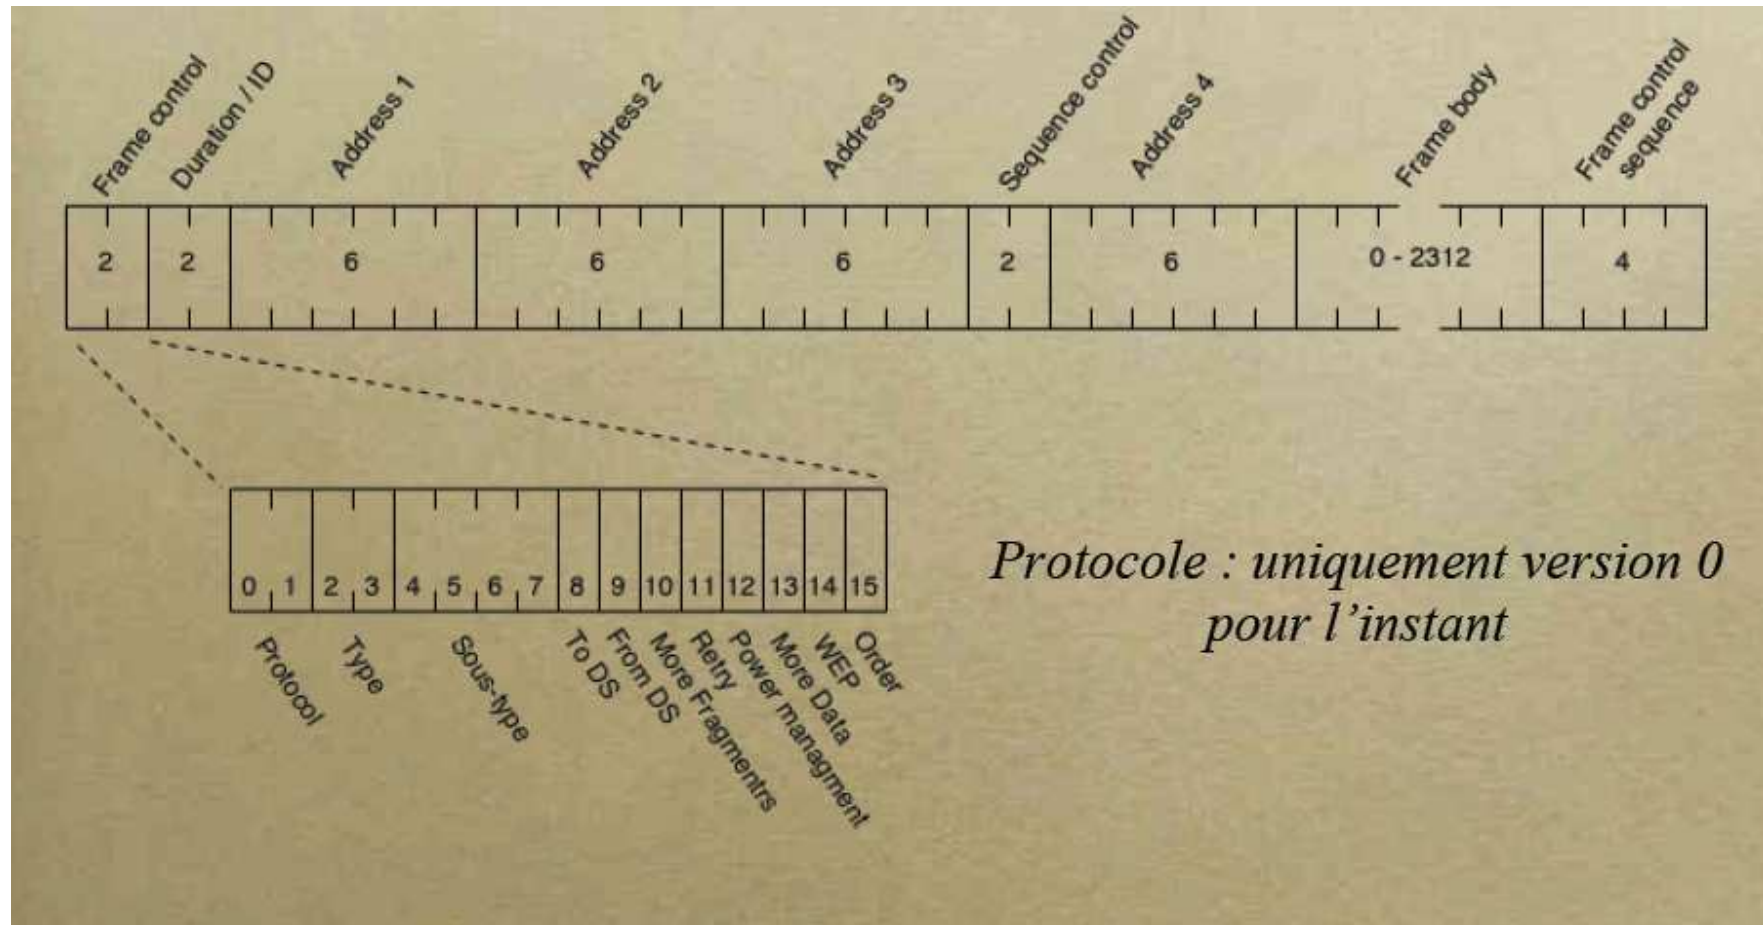 Frame control
Duration / ID
Address 1
Address 2
Address 3
Sequence control
Address 4
Frame body
Frame control
sequence
2 2 6 6 6 2 6 0 - 2312 4
0 1 2 3 4 5 6 7 8 9 10 11 12 13 14 15
Protocol
Type
Sous-type
To DS
From DS
More Fragmentrs
Retry
Power managment
More Data
WEP
Order
Protocole : uniquement version 0
pour l'instant